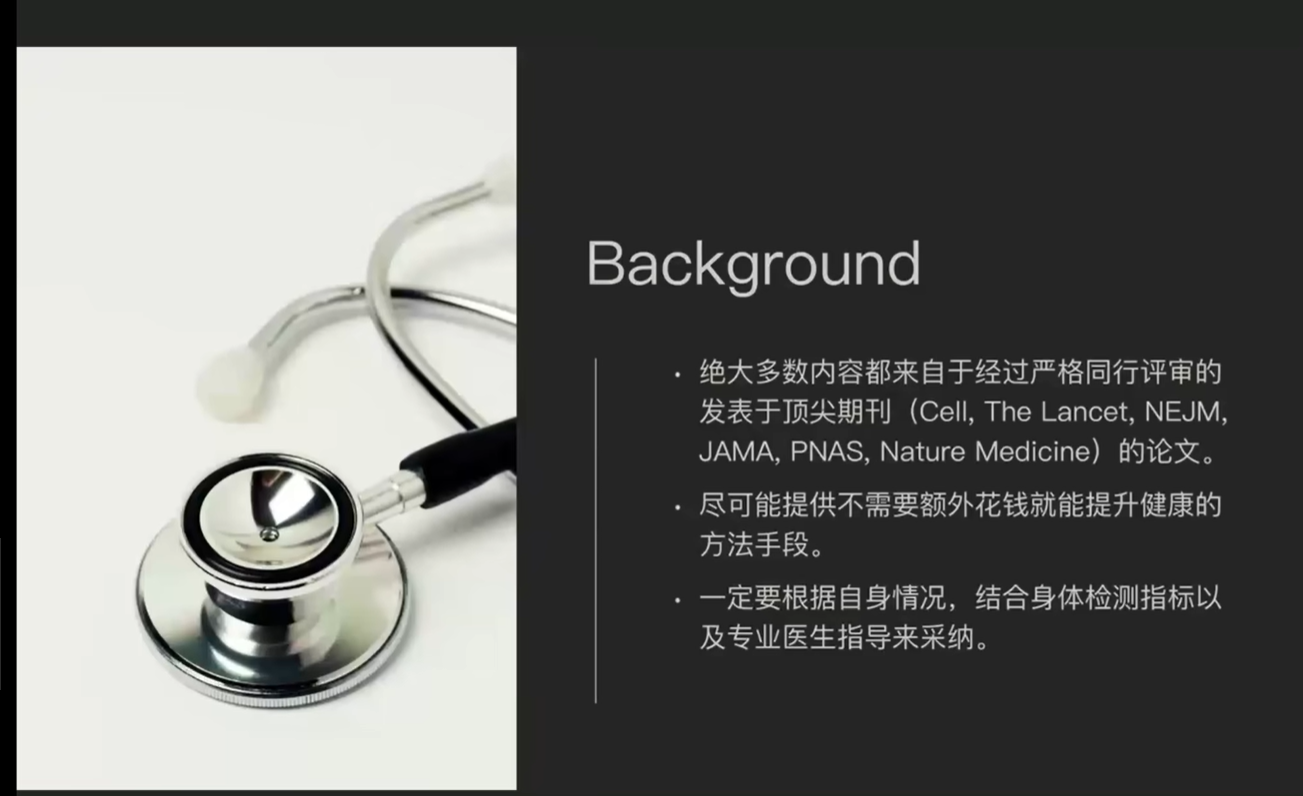 Background
· 绝大多数内容都来自于经过严格同行评审的
发表于顶尖期刊（Cell, The Lancet, NEJM,
JAMA, PNAS, Nature Medicine）的论文。
· 尽可能提供不需要额外花钱就能提升健康的
方法手段。
· 一定要根据自身情况，结合身体检测指标以
及专业医生指导来采纳。